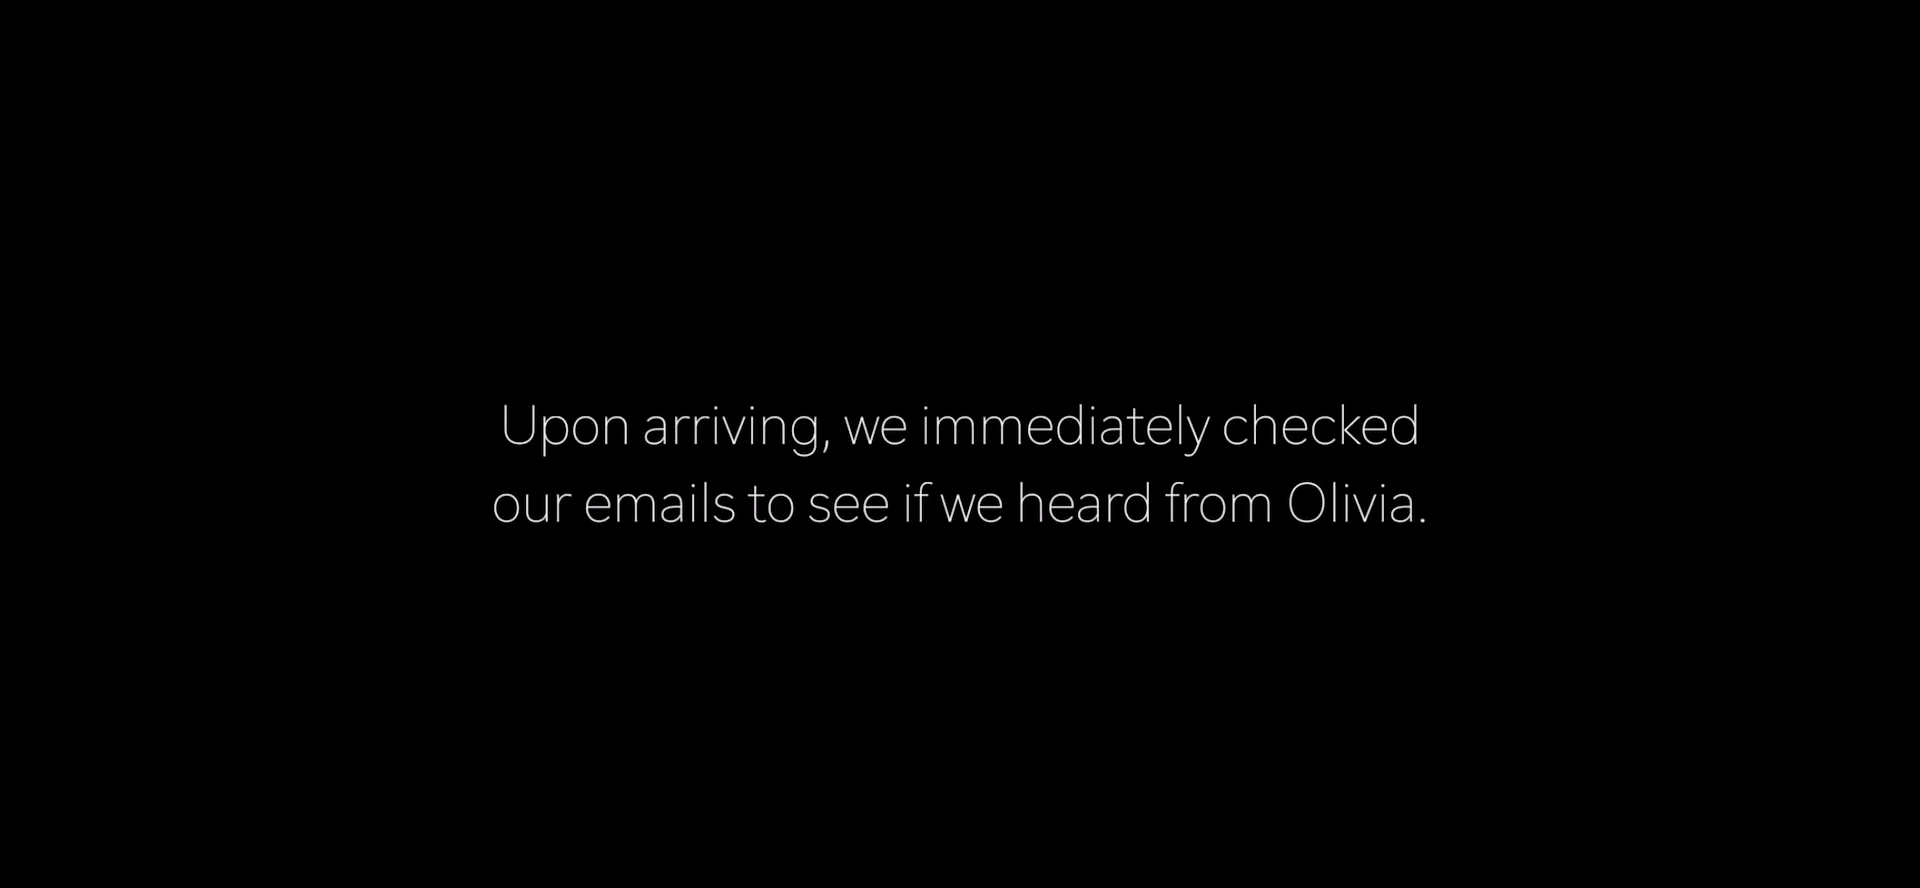 Upon arriving, we immediately checked
our emails to see if we heard from Olivia.